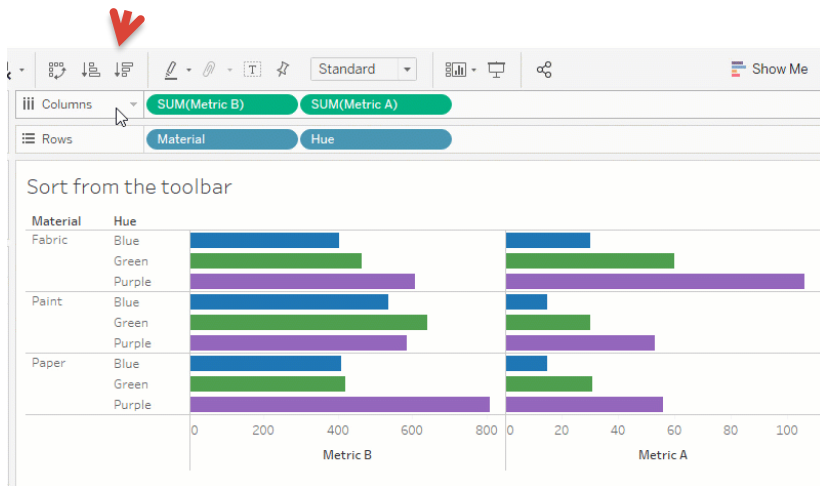 T Standard Show Me
Columns SUM(Metric B) SUM(Metric A)
Rows Material Hue
Sort from the toolbar
Material Hue
Fabric Blue
Green
Purple
Paint Blue
Green
Purple
Paper Blue
Green
Purple
0 200 400 600 800 0 20 40 60 80 100
Metric B Metric A